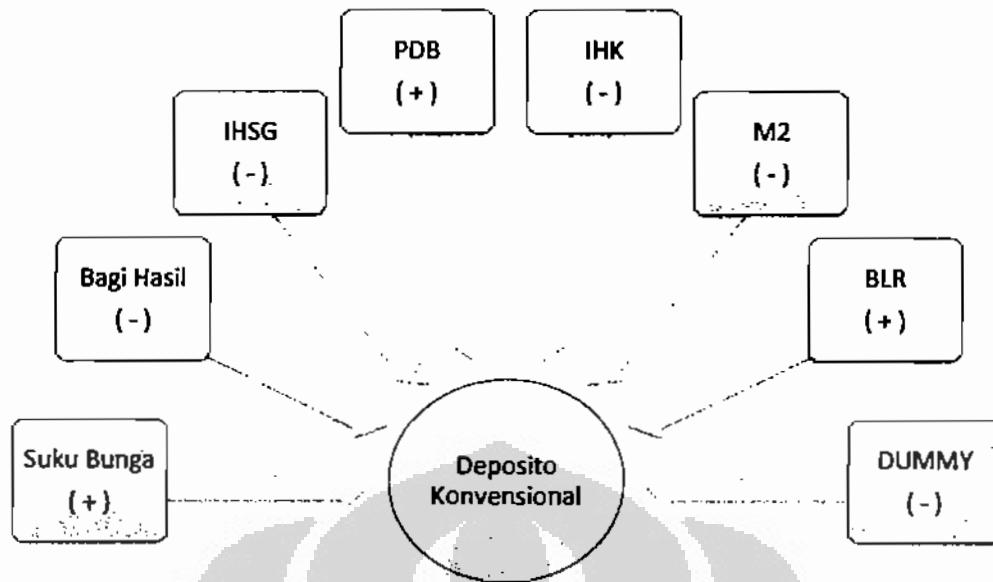 PDB
(+)
IHK
(-)
IHSG
(-)
M2
(-)
Bagi Hasil
(-)
BLR
(+)
Suku Bunga
(+)
Deposito
Konvensional
DUMMY
(-)